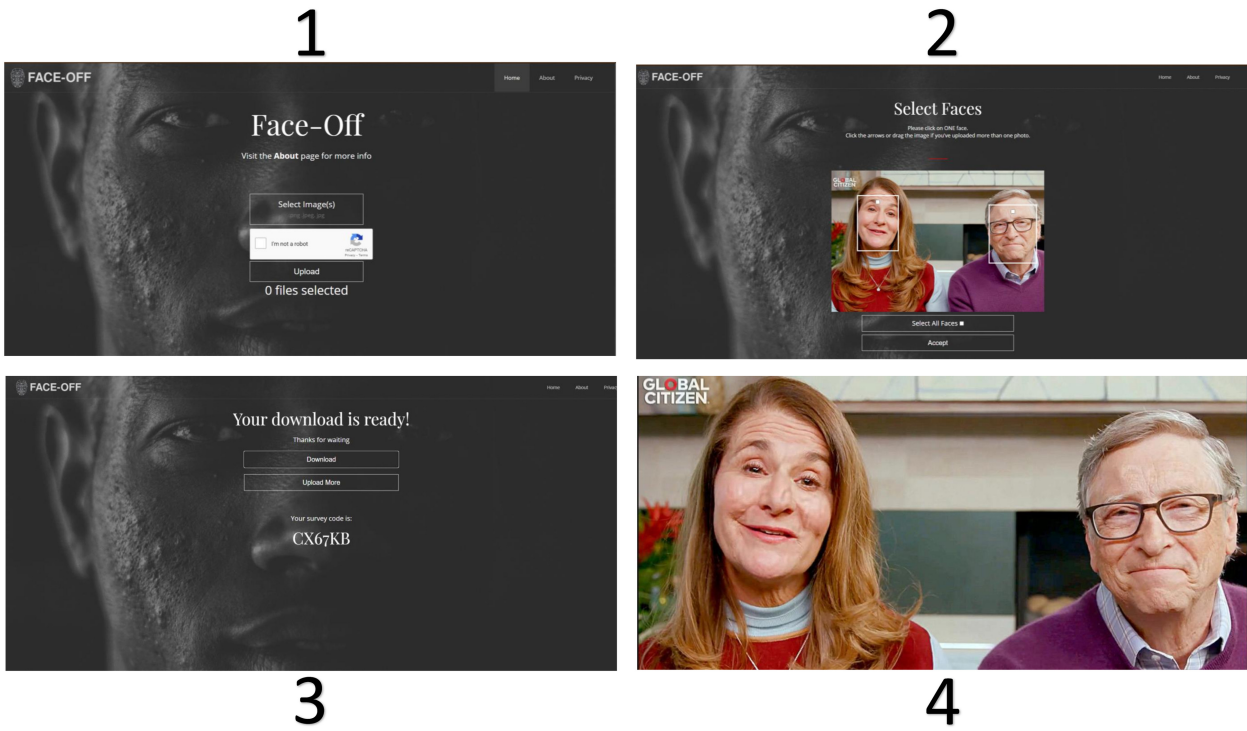 1
FACE-OFF
Home
About
Privacy
Face-Off
Visit the About page for more info
Select Image(s)
I'm not a robot
reCAPTCHA
Privacy - Terms
Upload
0 files selected
2
FACE-OFF
Home
About
Privacy
Select Faces
Please click on ONE face.
Click the arrows or drag the image if you've uploaded more than one photo.
GLOBAL
CITIZEN
Select All Faces
Accept
FACE-OFF
Home
About
Privac
Your download is ready!
Thanks for waiting
Download
Upload More
Your survey code is:
CX67KB
3
GLOBAL
CITIZEN
4